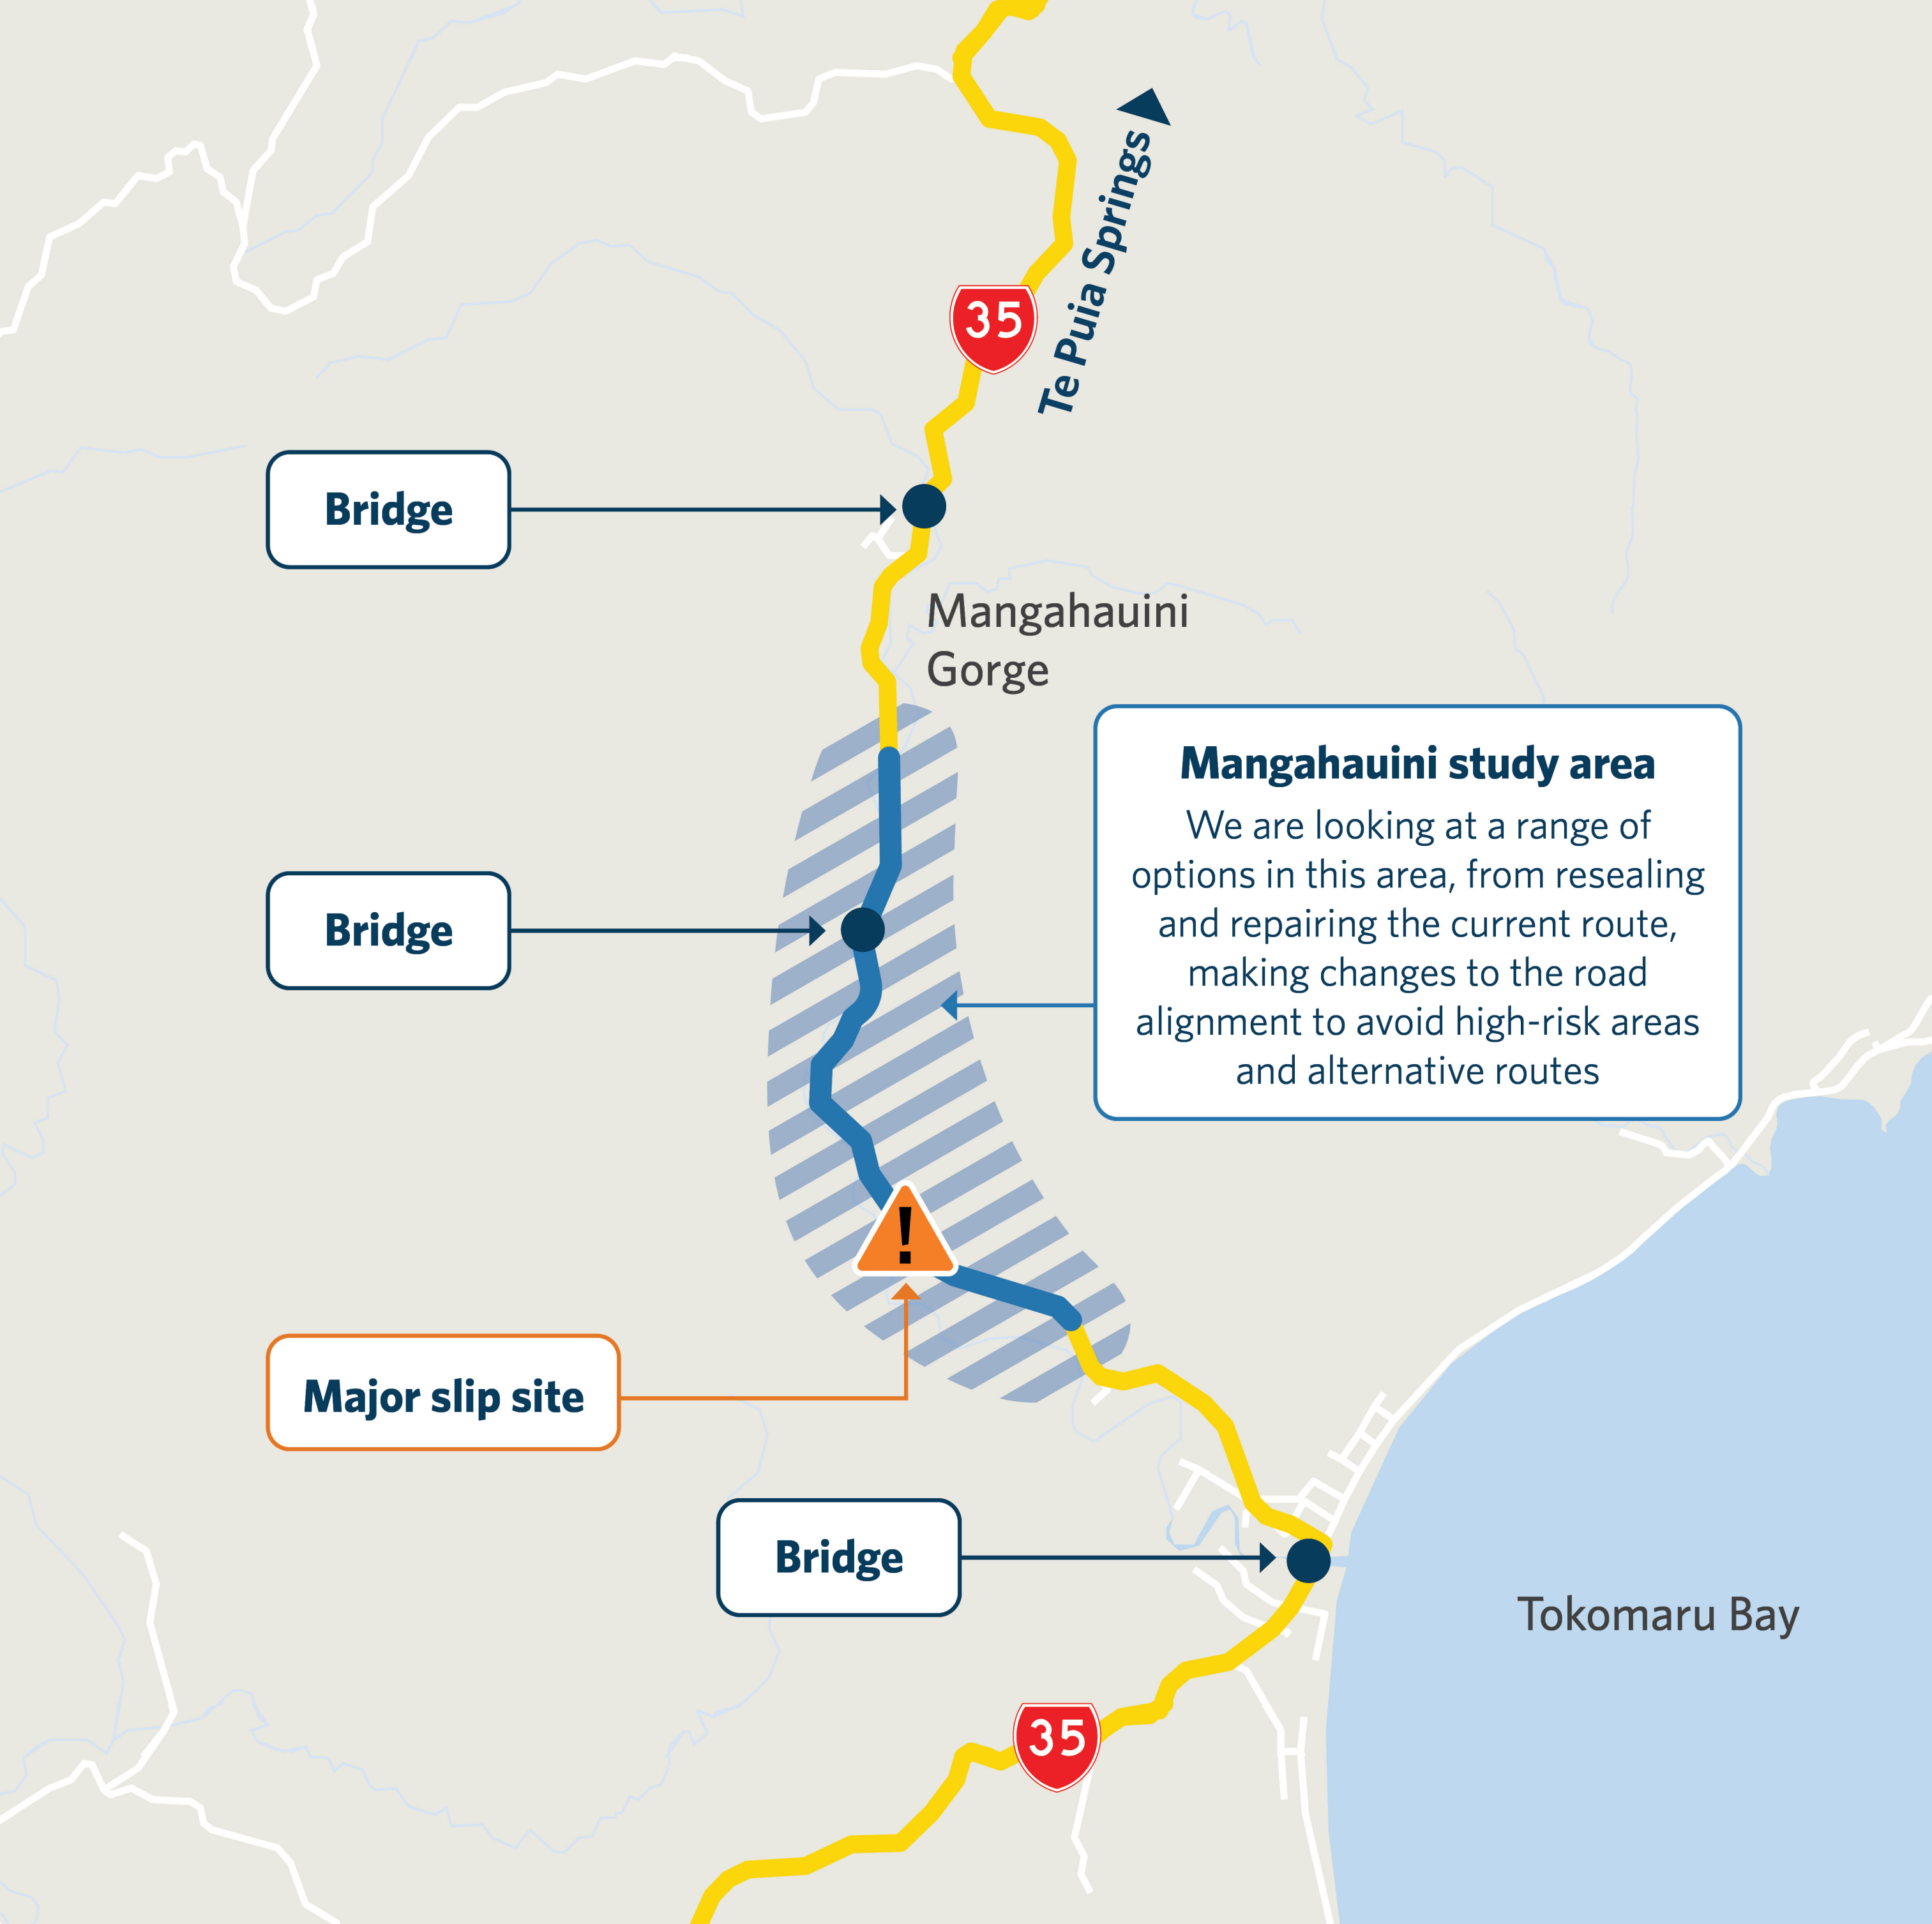 35
Te Puia Springs
Bridge
Mangahauini
Gorge
Mangahauini study area
We are looking at a range of
options in this area, from resealing
and repairing the current route,
making changes to the road
alignment to avoid high-risk areas
and alternative routes
Bridge
!
Major slip site
Bridge
Tokomaru Bay
35